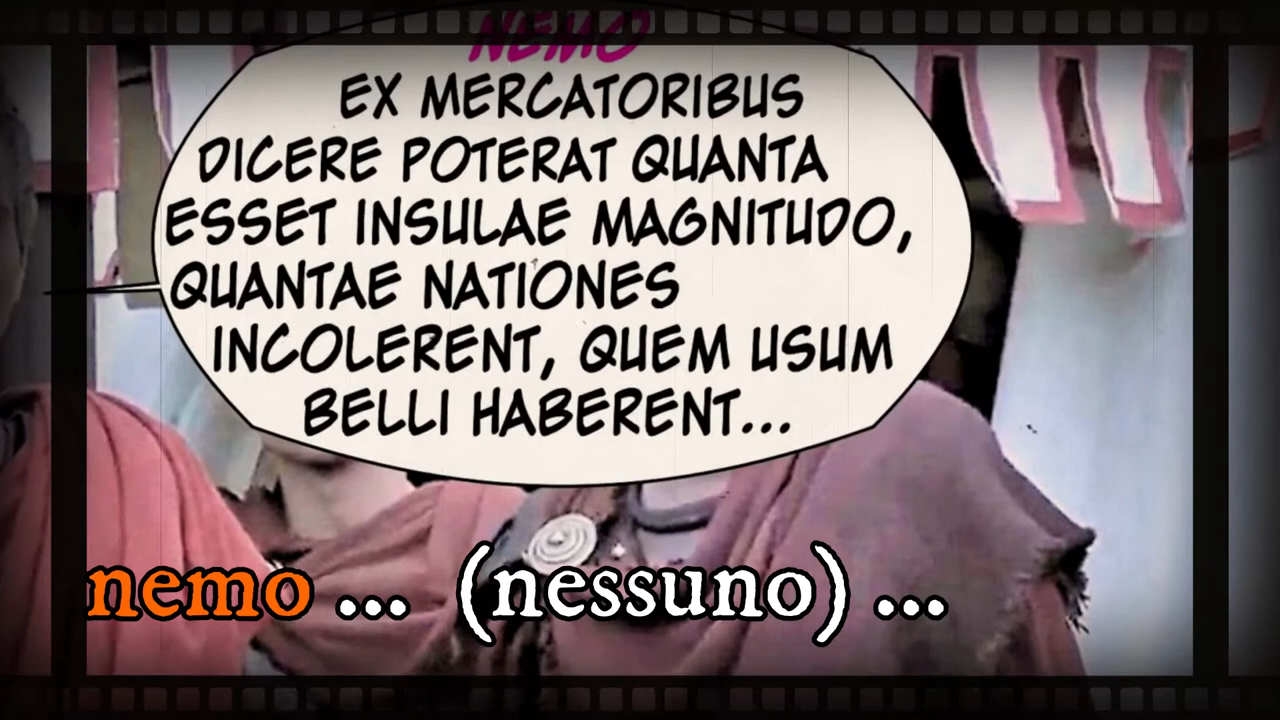 NEMO
EX MERCATORIBUS
DICERE POTERAT QUANTA
ESSET INSULAE MAGNITUDO,
QUANTAE NATIONES
INCOLERENT, QUEM USUM
BELLI HABERENT...
nemo ... (nessuno) ...